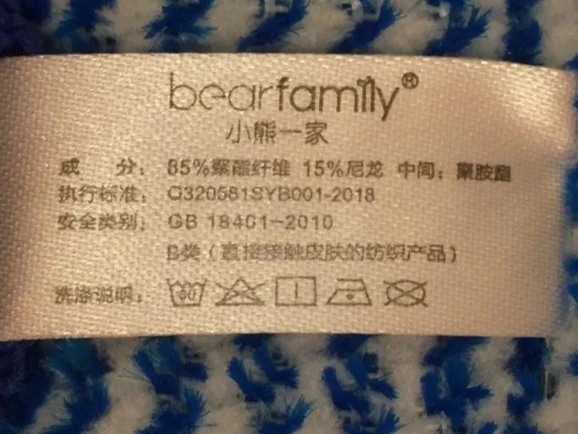 bearfamily®
小熊一家
成 分：85%聚酯纤维 15%尼龙 中间：聚胺酯
执行标准：Q320581SYB001-2018
安全类别：GB 18401-2010
B类（直接接触皮肤的纺织产品）
洗涤说明：